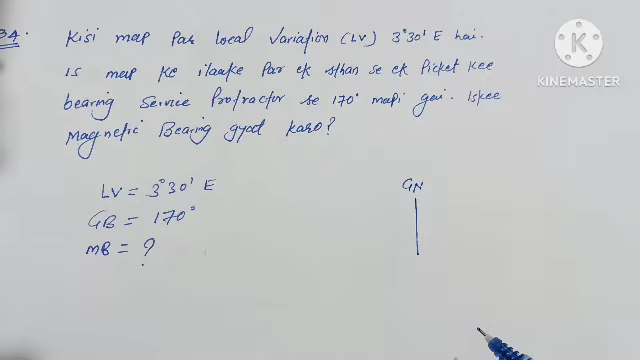 34.
Kisi map Par Local Variation (LV) 3°30' E hai.
Is map ke ilaake Par ek sthan se ek Picket kee
bearing Service Protractor se 170° mapi gai. Iskee
Magnetic Bearing gyat karo?
KINEMASTER
LV = 3°30' E
GB = 170°
MB = ?
GN